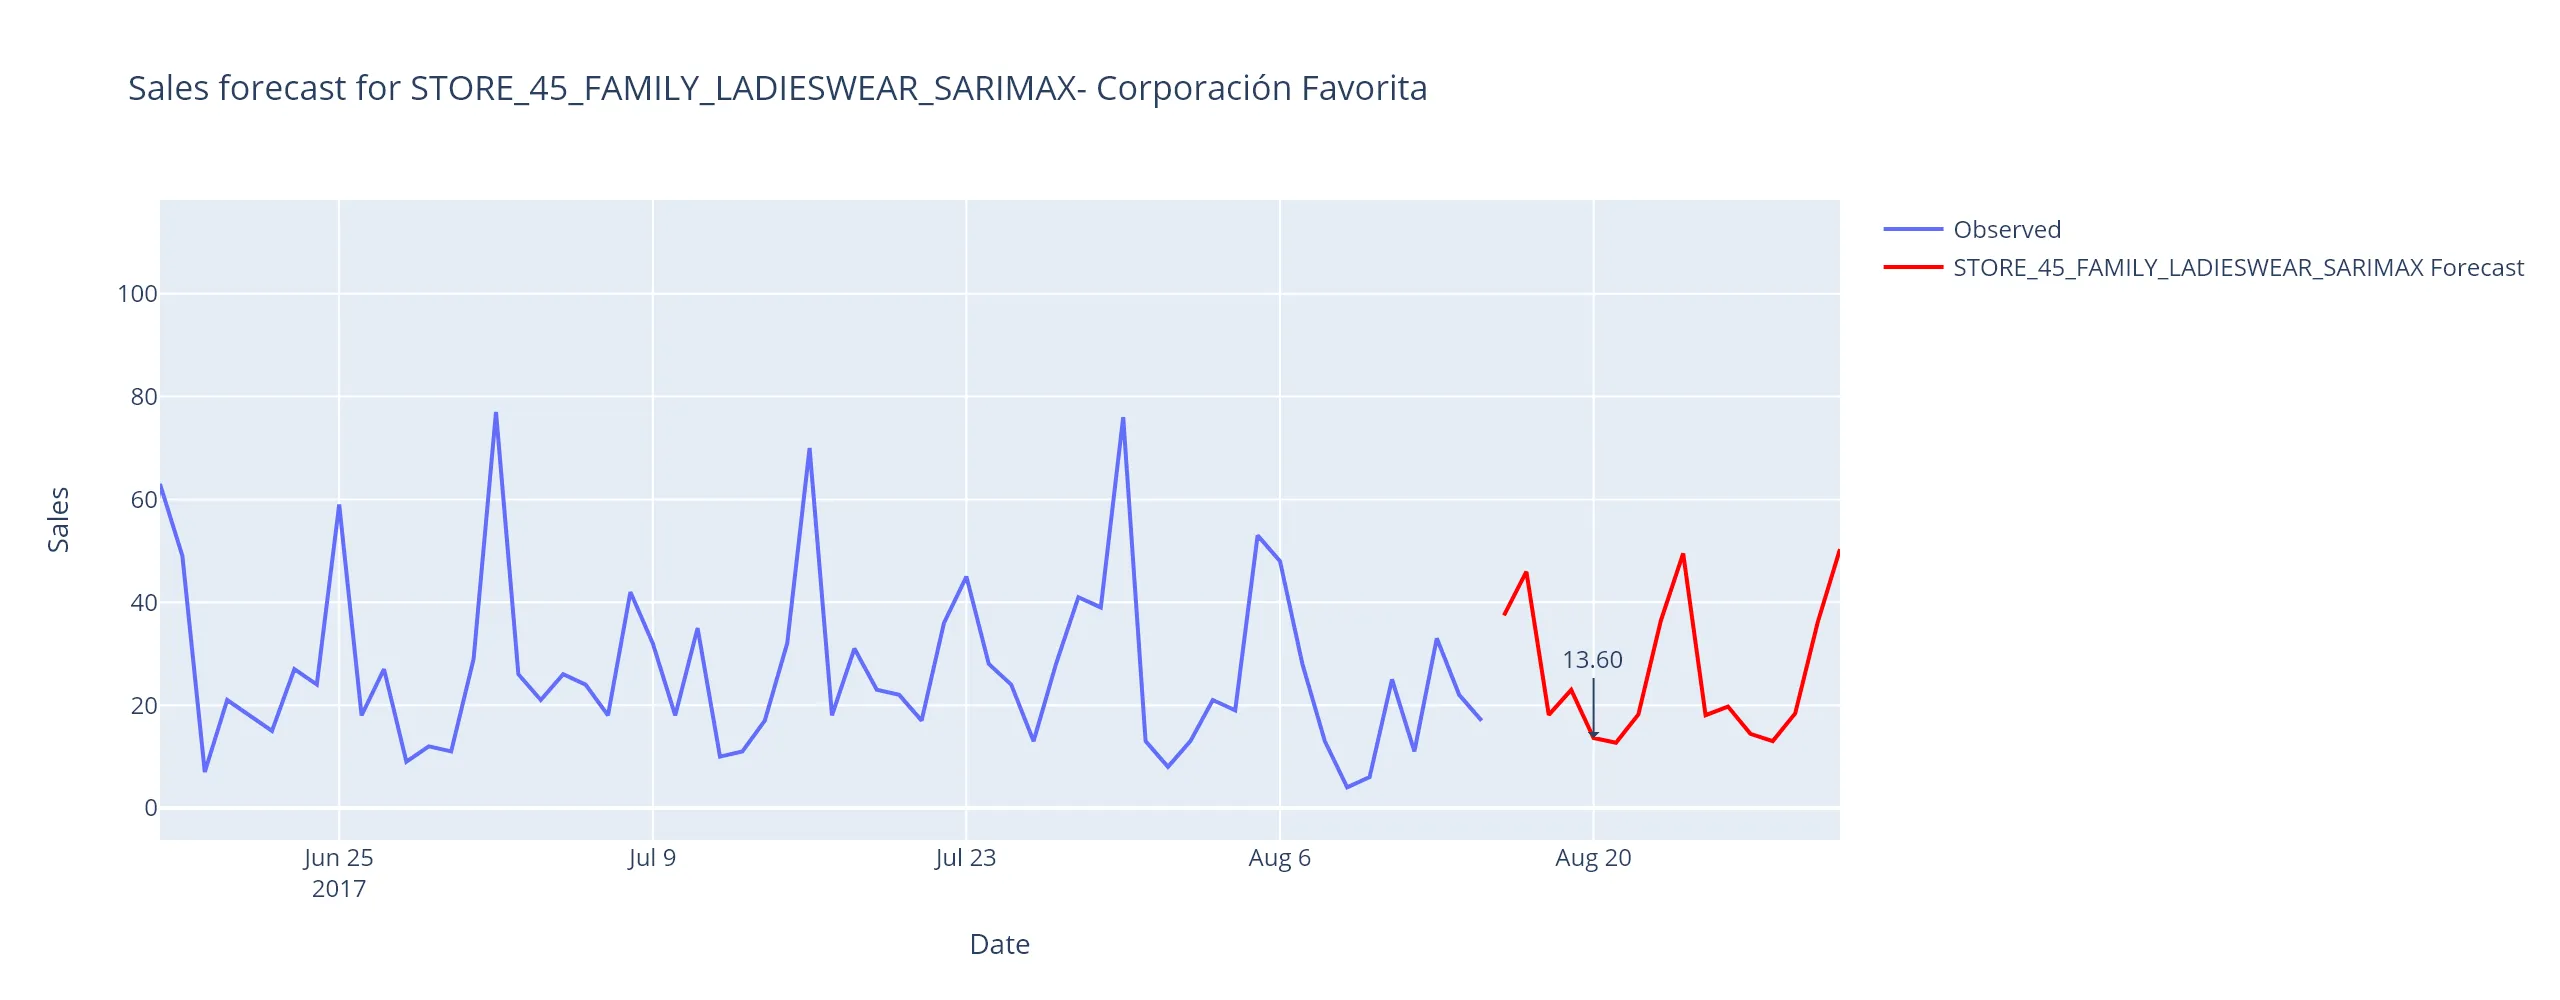 Sales forecast for STORE_45_FAMILY_LADIESWEAR_SARIMAX- Corporación Favorita
Observed
STORE_45_FAMILY_LADIESWEAR_SARIMAX Forecast
100
80
60
40
20
0
Sales
13.60
Jun 25
2017
Jul 9
Jul 23
Aug 6
Aug 20
Date